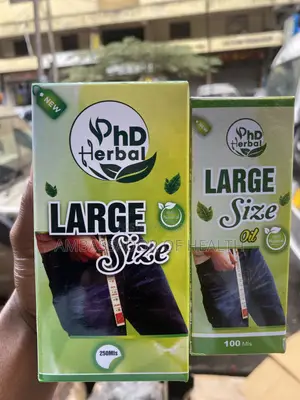 NEW
PhD
Herbal
LARGE
Size
250Mls
PhD
Herbal
LARGE
Size
Oil
100 Mls